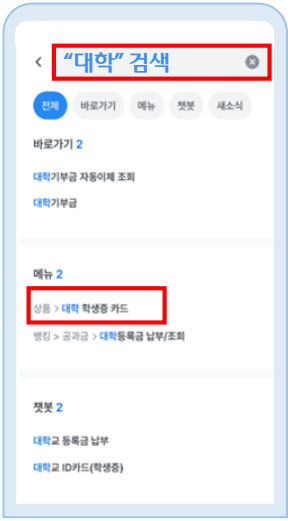 “대학” 검색
전체 바로가기 메뉴 챗봇 새소식
바로가기 2
대학기부금 자동이체 조회
대학기부금
메뉴 2
상품 > 대학 학생증 카드
뱅킹 > 공과금 > 대학등록금 납부/조회
챗봇 2
대학교 등록금 납부
대학교 ID카드(학생증)